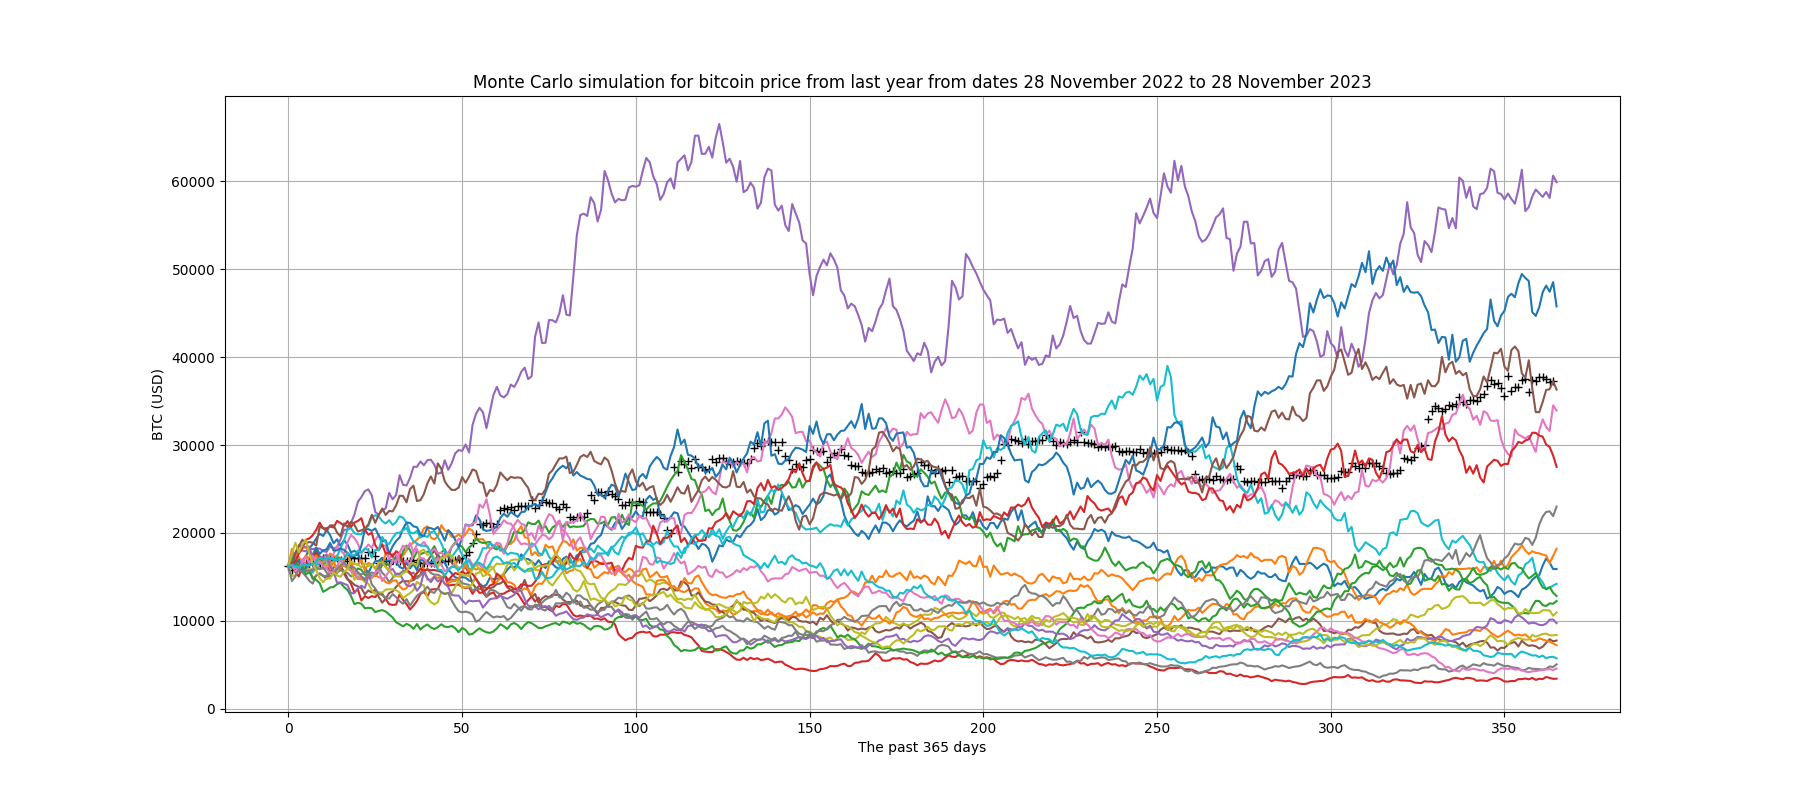 Monte Carlo simulation for bitcoin price from last year from dates 28 November 2022 to 28 November 2023
60000
50000
40000
30000
20000
10000
0
BTC (USD)
0 50 100 150 200 250 300 350
The past 365 days